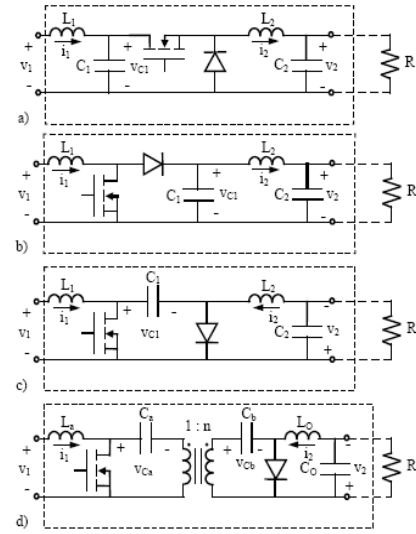 L1 L2
+ i1 + i2 +
v1 C1 vC1 C2 v2 R
- - -
a)
L1 L2
+ i1 + i2 +
v1 C1 vC1 C2 v2 R
- - -
b)
L1 C1 L2
+ i1 + - i2 -
v1 vC1 C2 v2 R
- +
c)
La Ca 1 : n Cb LO
+ i1 + - + - i2 -
v1 vCa vCb CO v2 R
- +
d)